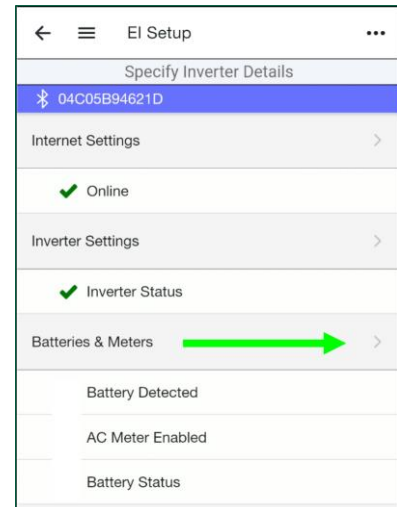 EI Setup
Specify Inverter Details
04C05B94621D
Internet Settings
Online
Inverter Settings
Inverter Status
Batteries & Meters
Battery Detected
AC Meter Enabled
Battery Status